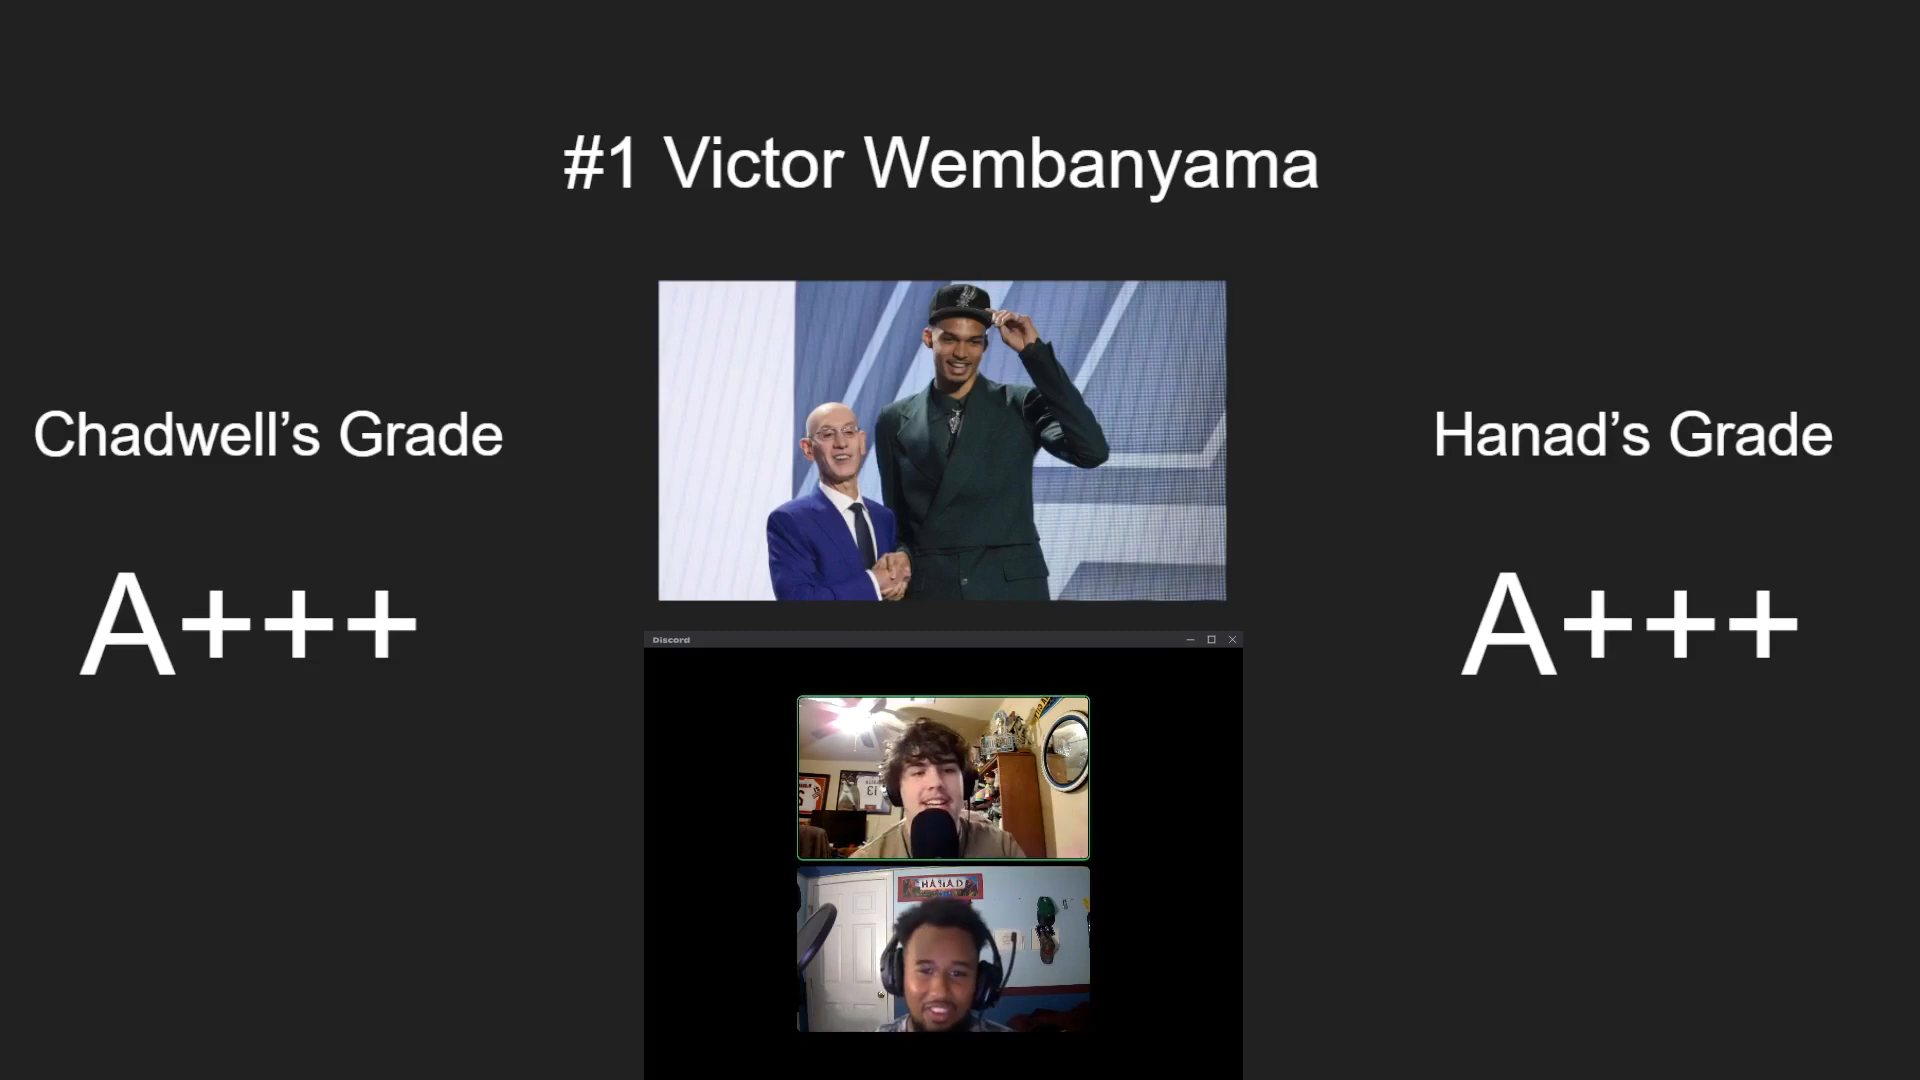 #1 Victor Wembanyama
Chadwell’s Grade
Hanad’s Grade
A+++
A+++
Discord
HANAD